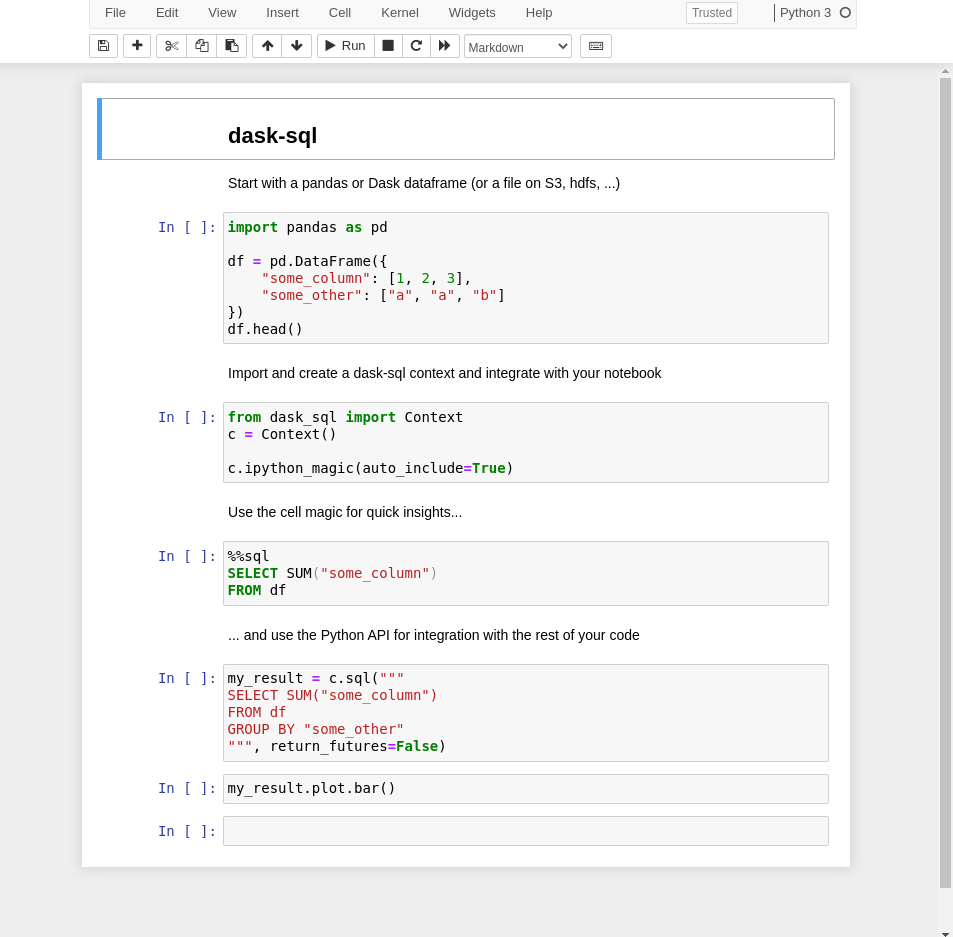 File Edit View Insert Cell Kernel Widgets Help Trusted Python 3
Run Markdown
dask-sql
Start with a pandas or Dask dataframe (or a file on S3, hdfs, ...)
In [ ]: import pandas as pd
df = pd.DataFrame({
    "some_column": [1, 2, 3],
    "some_other": ["a", "a", "b"]
})
df.head()
Import and create a dask-sql context and integrate with your notebook
In [ ]: from dask_sql import Context
c = Context()
c.ipython_magic(auto_include=True)
Use the cell magic for quick insights...
In [ ]: %%sql
SELECT SUM("some_column")
FROM df
... and use the Python API for integration with the rest of your code
In [ ]: my_result = c.sql("""
SELECT SUM("some_column")
FROM df
GROUP BY "some_other"
""", return_futures=False)
In [ ]: my_result.plot.bar()
In [ ]: